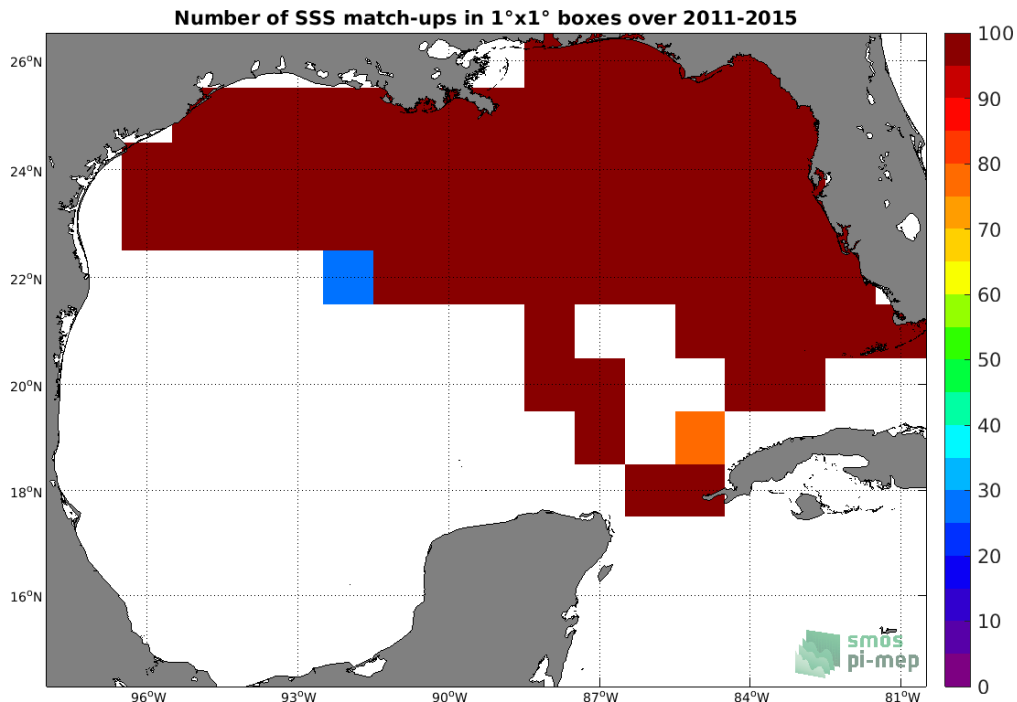 Number of SSS match-ups in 1°x1° boxes over 2011-2015
26°N
24°N
22°N
20°N
18°N
16°N
96°W
93°W
90°W
87°W
84°W
81°W
100
90
80
70
60
50
40
30
20
10
0
smos
pi-mep